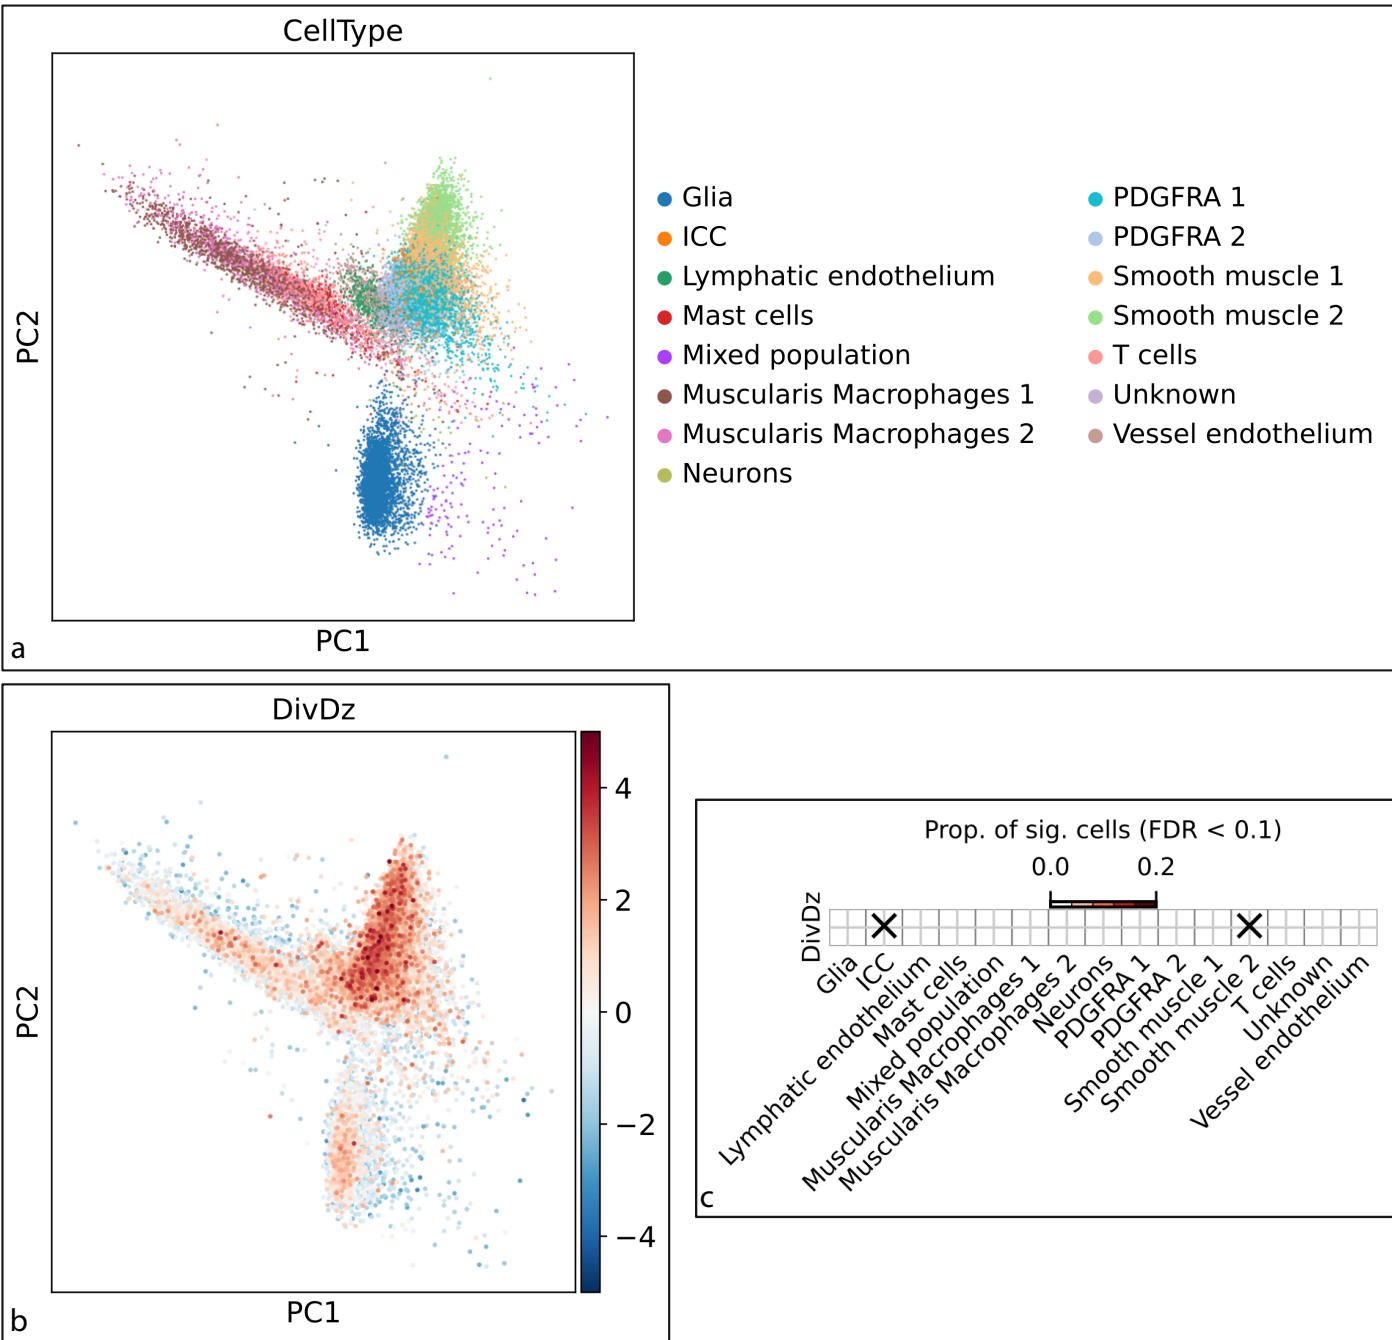 CellType
PC2
PC1
a
Glia
ICC
Lymphatic endothelium
Mast cells
Mixed population
Muscularis Macrophages 1
Muscularis Macrophages 2
Neurons
PDGFRA 1
PDGFRA 2
Smooth muscle 1
Smooth muscle 2
T cells
Unknown
Vessel endothelium
DivDz
PC2
PC1
4
2
0
−2
−4
b
Prop. of sig. cells (FDR < 0.1)
0.0 0.2
DivDz
Glia
ICC
Lymphatic endothelium
Mast cells
Mixed population
Muscularis Macrophages 1
Muscularis Macrophages 2
Neurons
PDGFRA 1
PDGFRA 2
Smooth muscle 1
Smooth muscle 2
T cells
Unknown
Vessel endothelium
c